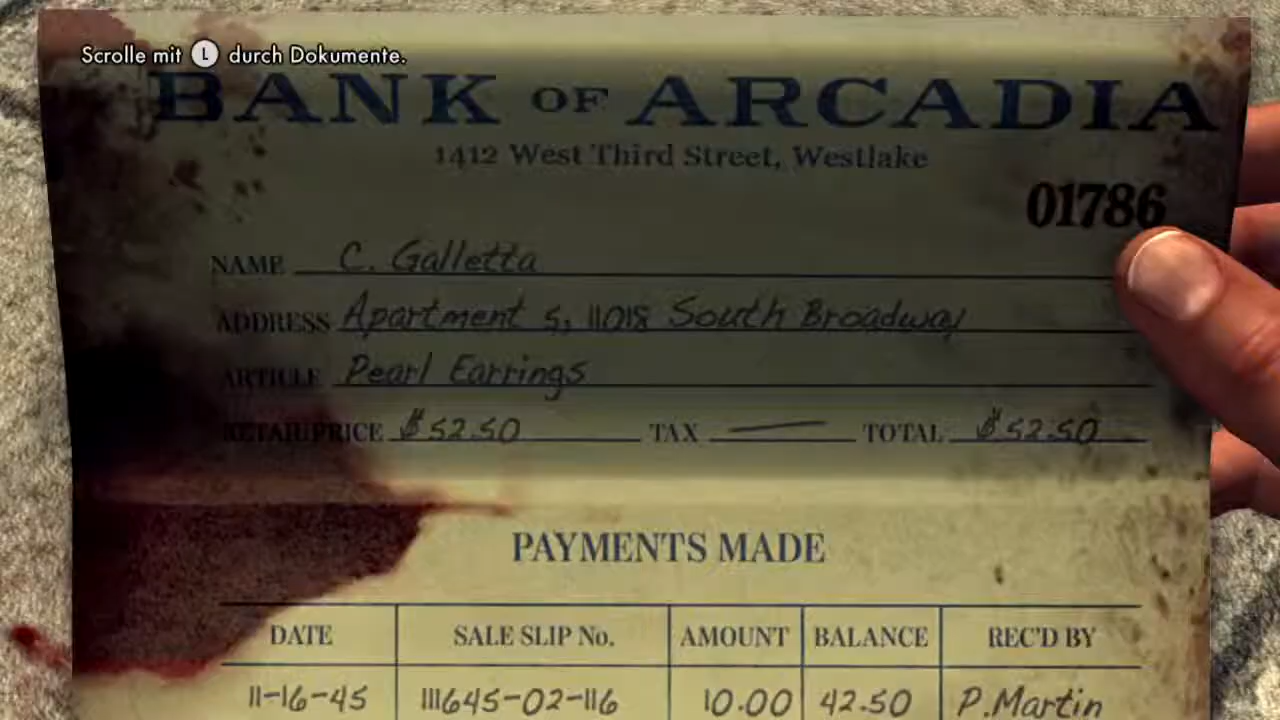 Scrolle mit L durch Dokumente.
BANK OF ARCADIA
1412 West Third Street, Westlake
01786
NAME C. Galletta
ADDRESS Apartment 5, 11018 South Broadway
ARTICLE Pearl Earrings
RETAIL PRICE $52.50 TAX — TOTAL $52.50
PAYMENTS MADE
DATE SALE SLIP No. AMOUNT BALANCE REC'D BY
11-16-45 111645-02-116 10.00 42.50 P.Martin